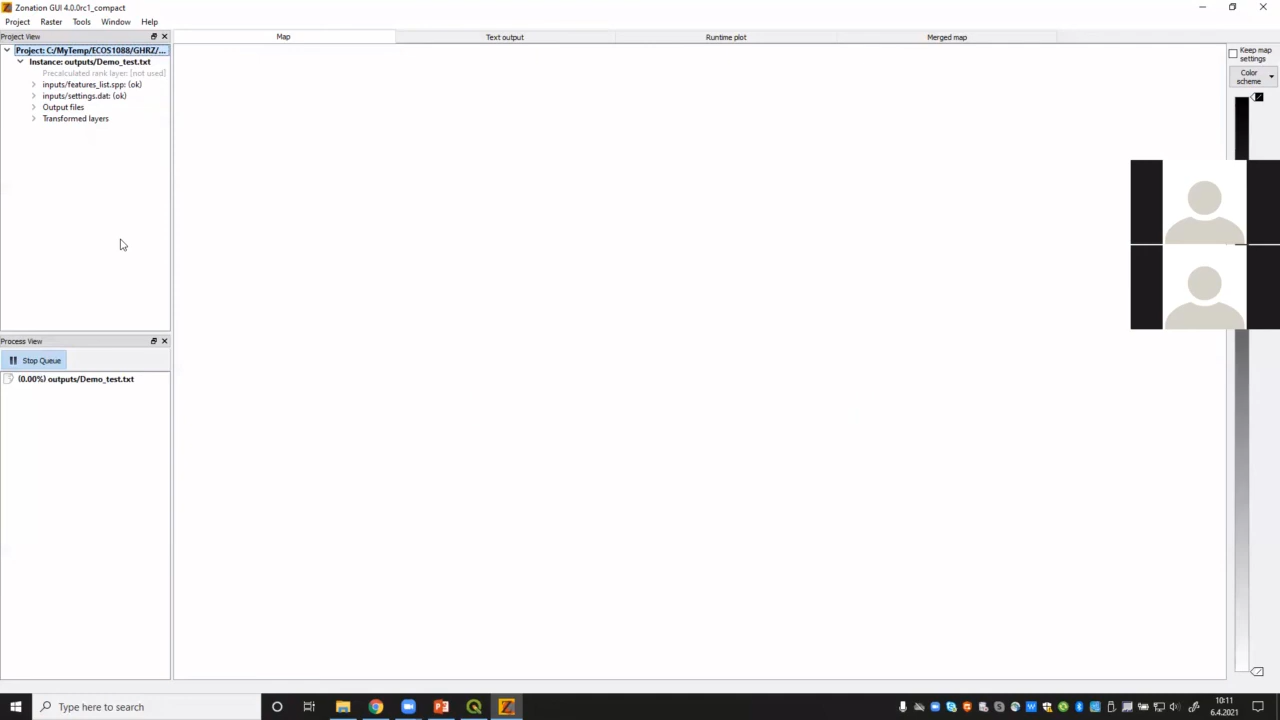 Zonation GUI 4.0.0rc1_compact
Project Raster Tools Window Help
Project View
Map Text output Runtime plot Merged map
Project: C:/MyTemp/ECOS1088/GHRZ/...
Instance: outputs/Demo_test.txt
Precalculated rank layer: [not used]
inputs/features_list.spp: (ok)
inputs/settings.dat: (ok)
Output files
Transformed layers
Keep map
settings
Color
scheme
Process View
Stop Queue
(0.00%) outputs/Demo_test.txt
Type here to search
10:11
6.4.2021